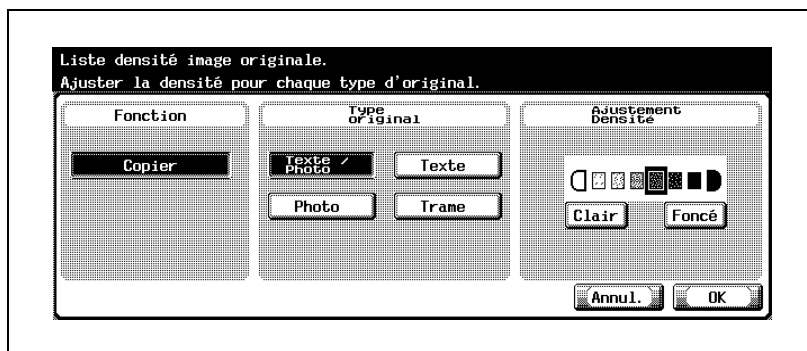 Liste densité image originale.
Ajuster la densité pour chaque type d'original.
Fonction
Type
original
Ajustement
Densité
Copier
Texte /
Photo
Texte
Photo
Trame
Clair
Foncé
Annul.
OK